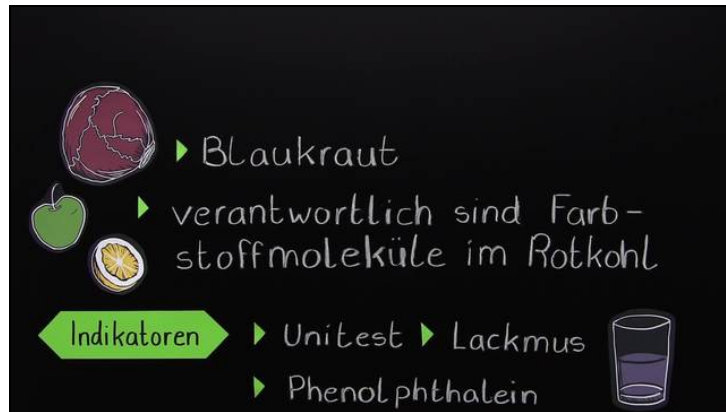 Blaukraut
verantwortlich sind Farb-
stoffmoleküle im Rotkohl
Indikatoren
Unitest Lackmus
Phenolphthalein